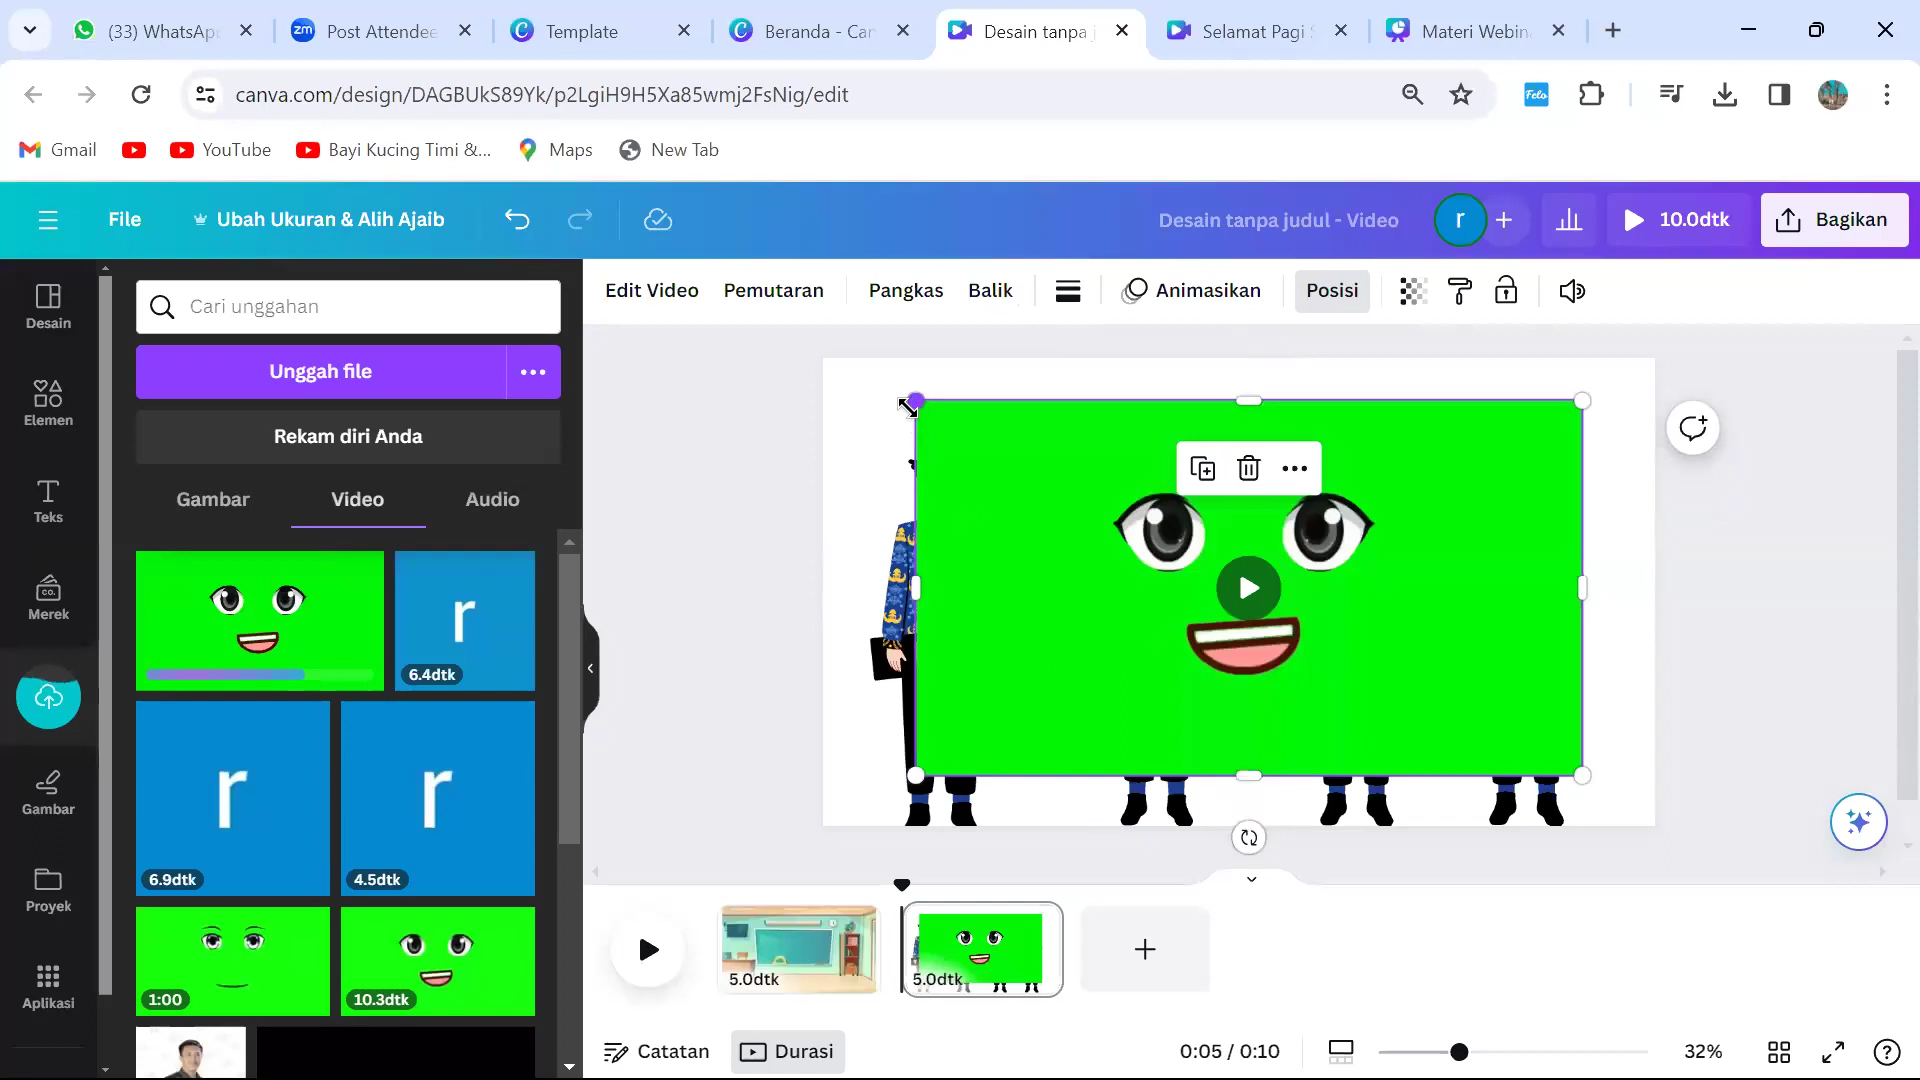 (33) WhatsAp
zm
Post Attendee
Template
Beranda - Can
Desain tanpa j
Selamat Pagi
Materi Webin
canva.com/design/DAGBUkS89Yk/p2LgiH9H5Xa85wmj2FsNig/edit
Felo
Gmail
YouTube
Bayi Kucing Timi &...
Maps
New Tab
File
Ubah Ukuran & Alih Ajaib
Desain tanpa judul - Video
r
10.0dtk
Bagikan
Desain
Elemen
Teks
CO.
Merek
Gambar
Proyek
Aplikasi
Cari unggahan
Unggah file
Rekam diri Anda
Gambar
Video
Audio
r
6.4dtk
r
6.9dtk
r
4.5dtk
1:00
10.3dtk
Edit Video
Pemutaran
Pangkas
Balik
Animasikan
Posisi
5.0dtk
5.0dtk
Catatan
Durasi
0:05 / 0:10
32%